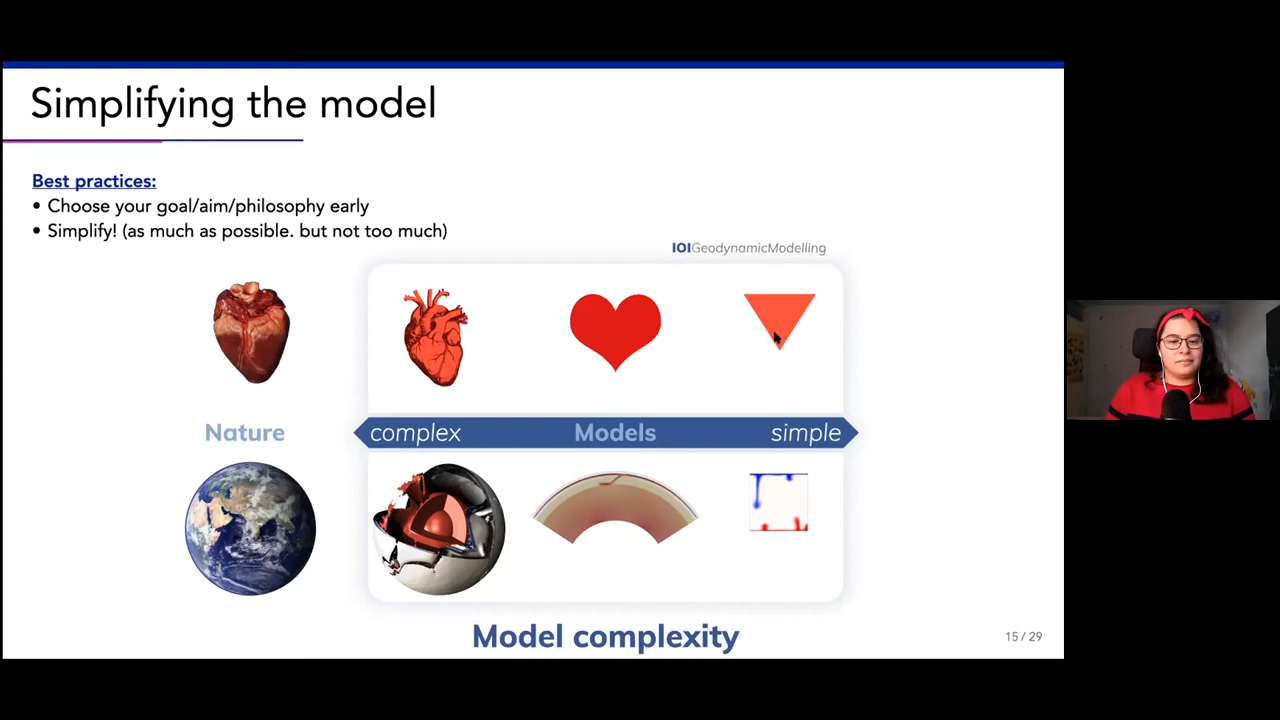 Simplifying the model
Best practices:
• Choose your goal/aim/philosophy early
• Simplify! (as much as possible. but not too much)
IOIGeodynamicModelling
Nature
complex Models simple
Model complexity
15 / 29